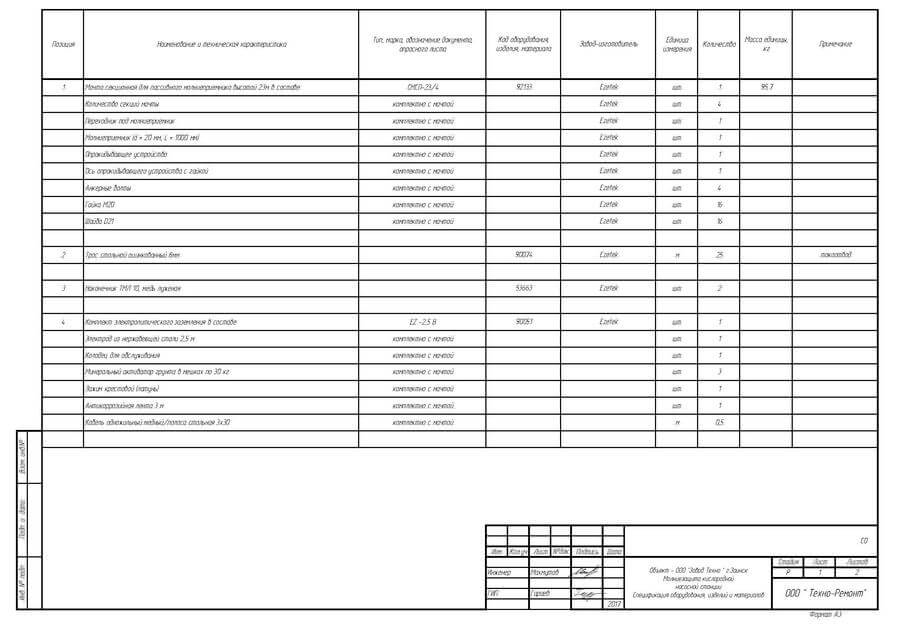 Позиция Наименование и техническая характеристика Тип, марка, обозначение документа, опросного листа Код оборудования, изделия, материала Завод-изготовитель Единица измерения Количество Масса единицы, кг Примечание
1 Мачта секционная для пассивного молниеприемника высотой 23м в составе СМСП-23/4 92133 Ezetek шт. 1 95,7
Количество секций мачты комплектно с мачтой Ezetek шт. 4
Переходник под молниеприемник комплектно с мачтой Ezetek шт. 1
Молниеприемник (d = 20 мм, L = 1000 мм) комплектно с мачтой Ezetek шт. 1
Опрокидывающее устройство комплектно с мачтой Ezetek шт. 1
Ось опрокидывающего устройства с гайкой комплектно с мачтой Ezetek шт. 1
Анкерные болты комплектно с мачтой Ezetek шт. 4
Гайка М20 комплектно с мачтой Ezetek шт. 16
Шайба D21 комплектно с мачтой Ezetek шт. 16
2 Трос стальной оцинкованный 6мм 90074 Ezetek м 25 токоотвод
3 Наконечник ТМЛ 10, медь луженая 53663 Ezetek шт. 2
4 Комплект электролитического заземления в составе EZ -2,5 В 90051 Ezetek шт. 1
Электрод из нержавеющей стали 2,5 м комплектно с мачтой шт. 1
Колодец для обслуживания комплектно с мачтой шт. 1
Минеральный активатор грунта в мешках по 30 кг комплектно с мачтой шт. 3
Зажим крестовой (латунь) комплектно с мачтой шт. 1
Антикоррозийная лента 3 м комплектно с мачтой шт. 1
Кабель одножильный медный/полоса стальная 3х30 комплектно с мачтой м 0,5
Взам. инв.№
Подп. и дата
Инв. № подл.
СО
Изм. Кол.уч Лист №док. Подпись Дата
Инженер Махмутов
ГИП Гареев
2017
Объект - ООО "Завод Техно" г.Заинск
Молниезащита кислородной
насосной станции
Спецификация оборудования, изделий и материалов
Стадия Лист Листов
Р 1 2
ООО " Техно-Ремонт"
Формат А3